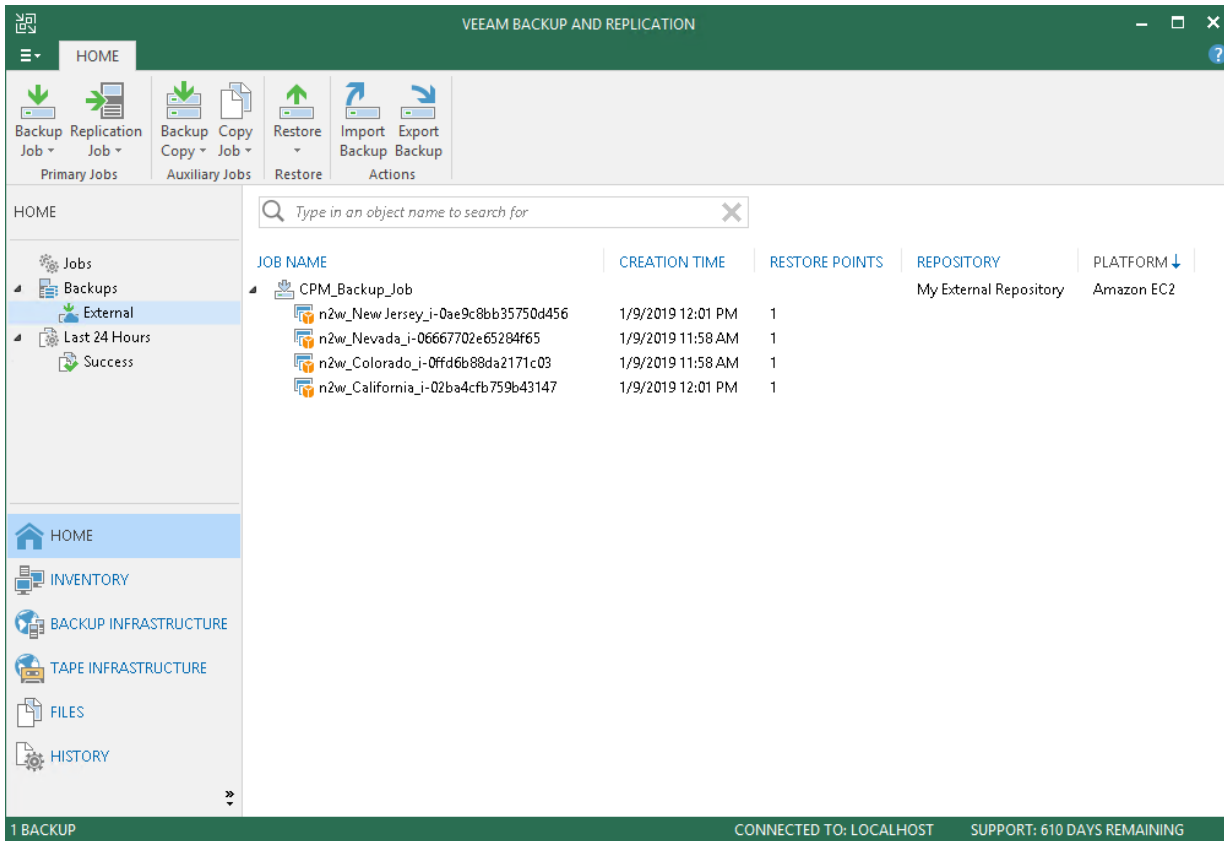 VEEAM BACKUP AND REPLICATION
HOME
Backup Job
Replication Job
Backup Copy
Copy Job
Restore
Import Backup
Export Backup
Primary Jobs
Auxiliary Jobs
Restore
Actions
HOME
Type in an object name to search for
Jobs
Backups
External
Last 24 Hours
Success
JOB NAME CREATION TIME RESTORE POINTS REPOSITORY PLATFORM
CPM_Backup_Job My External Repository Amazon EC2
n2w_New Jersey_i-0ae9c8bb35750d456 1/9/2019 12:01 PM 1
n2w_Nevada_i-06667702e65284f65 1/9/2019 11:58 AM 1
n2w_Colorado_i-0ffd6b88da2171c03 1/9/2019 11:58 AM 1
n2w_California_i-02ba4cfb759b43147 1/9/2019 12:01 PM 1
HOME
INVENTORY
BACKUP INFRASTRUCTURE
TAPE INFRASTRUCTURE
FILES
HISTORY
1 BACKUP CONNECTED TO: LOCALHOST SUPPORT: 610 DAYS REMAINING